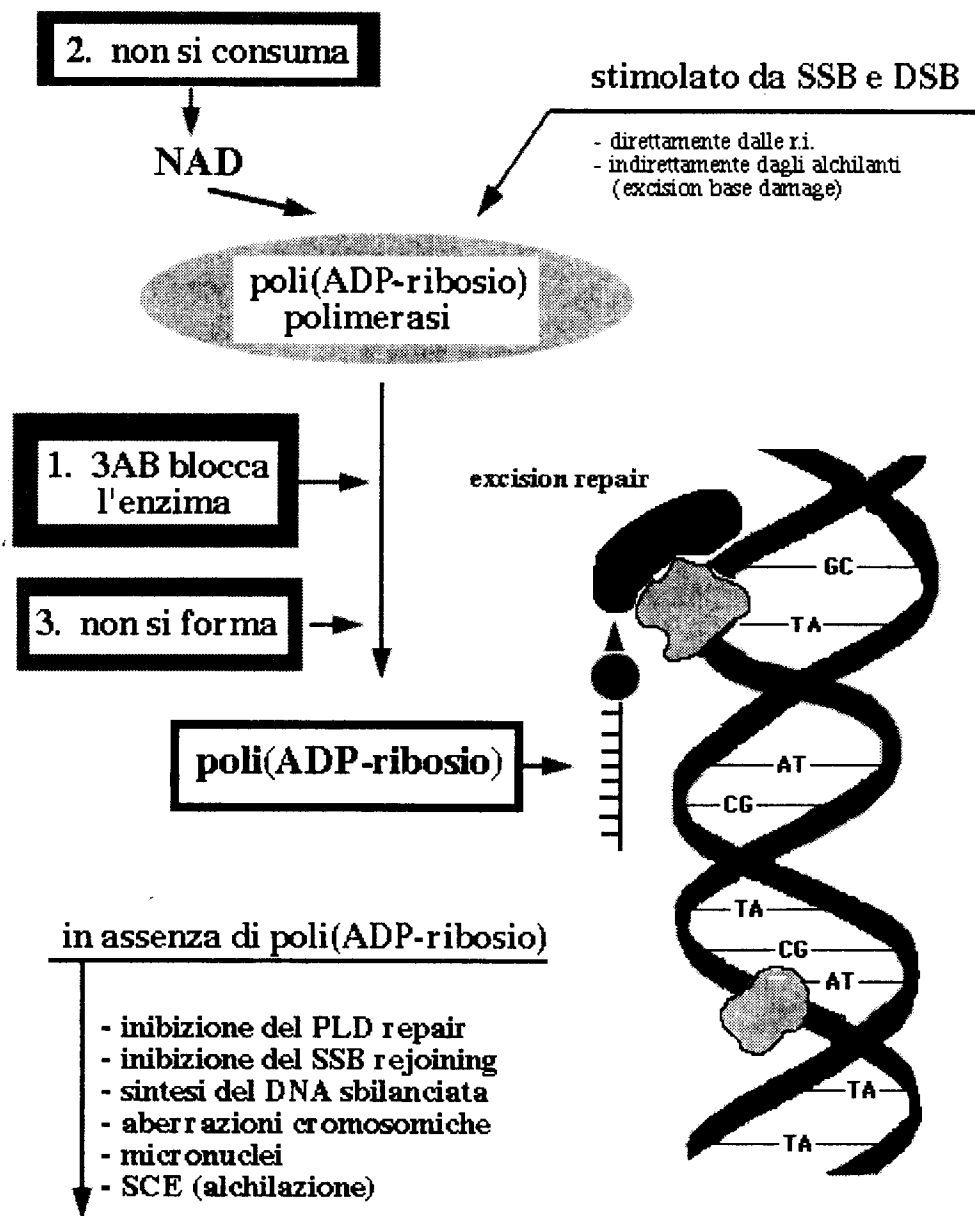 2. non si consuma
stimolato da SSB e DSB
- direttamente dalle r.i.
- indirettamente dagli alchilanti
(excision base damage)
NAD
poli(ADP-ribosio)
polimerasi
1. 3AB blocca
l'enzima
excision repair
3. non si forma
poli(ADP-ribosio)
GC
TA
AT
CG
TA
CG
AT
TA
TA
in assenza di poli(ADP-ribosio)
- inibizione del PLD repair
- inibizione del SSB rejoining
- sintesi del DNA sbilanciata
- aberrazioni cromosomiche
- micronuclei
- SCE (alchilazione)